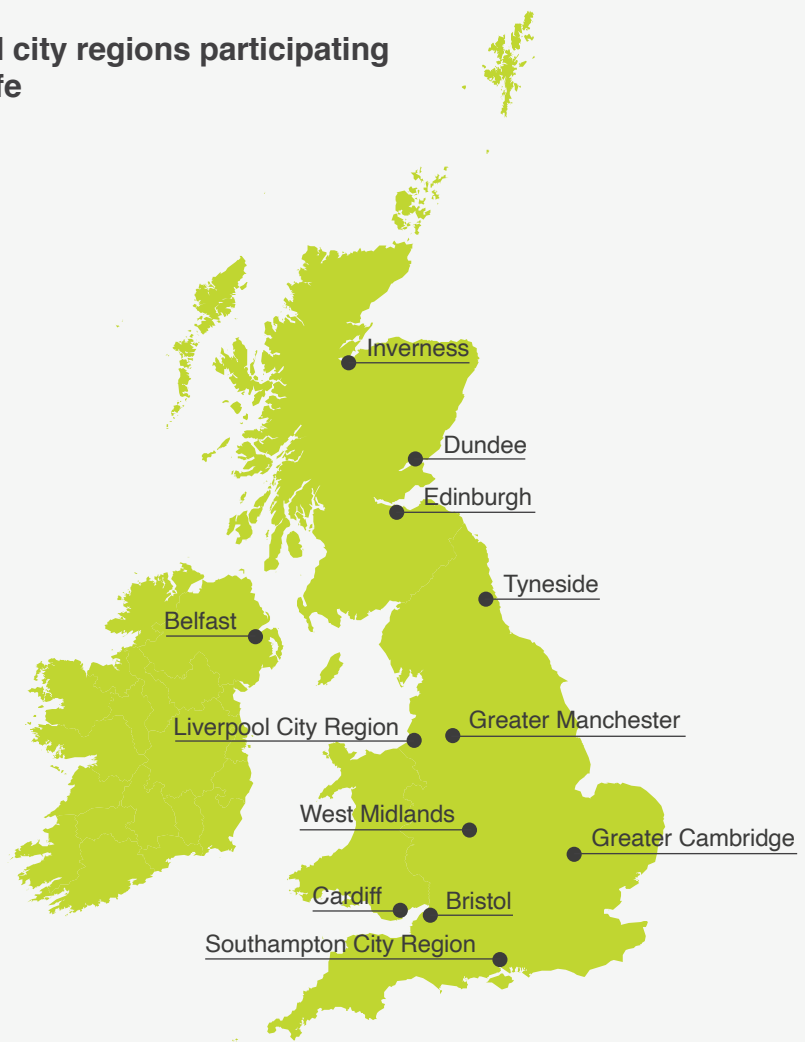 city regions participating
Inverness
Dundee
Edinburgh
Tyneside
Belfast
Greater Manchester
Liverpool City Region
West Midlands
Greater Cambridge
Cardiff
Bristol
Southampton City Region